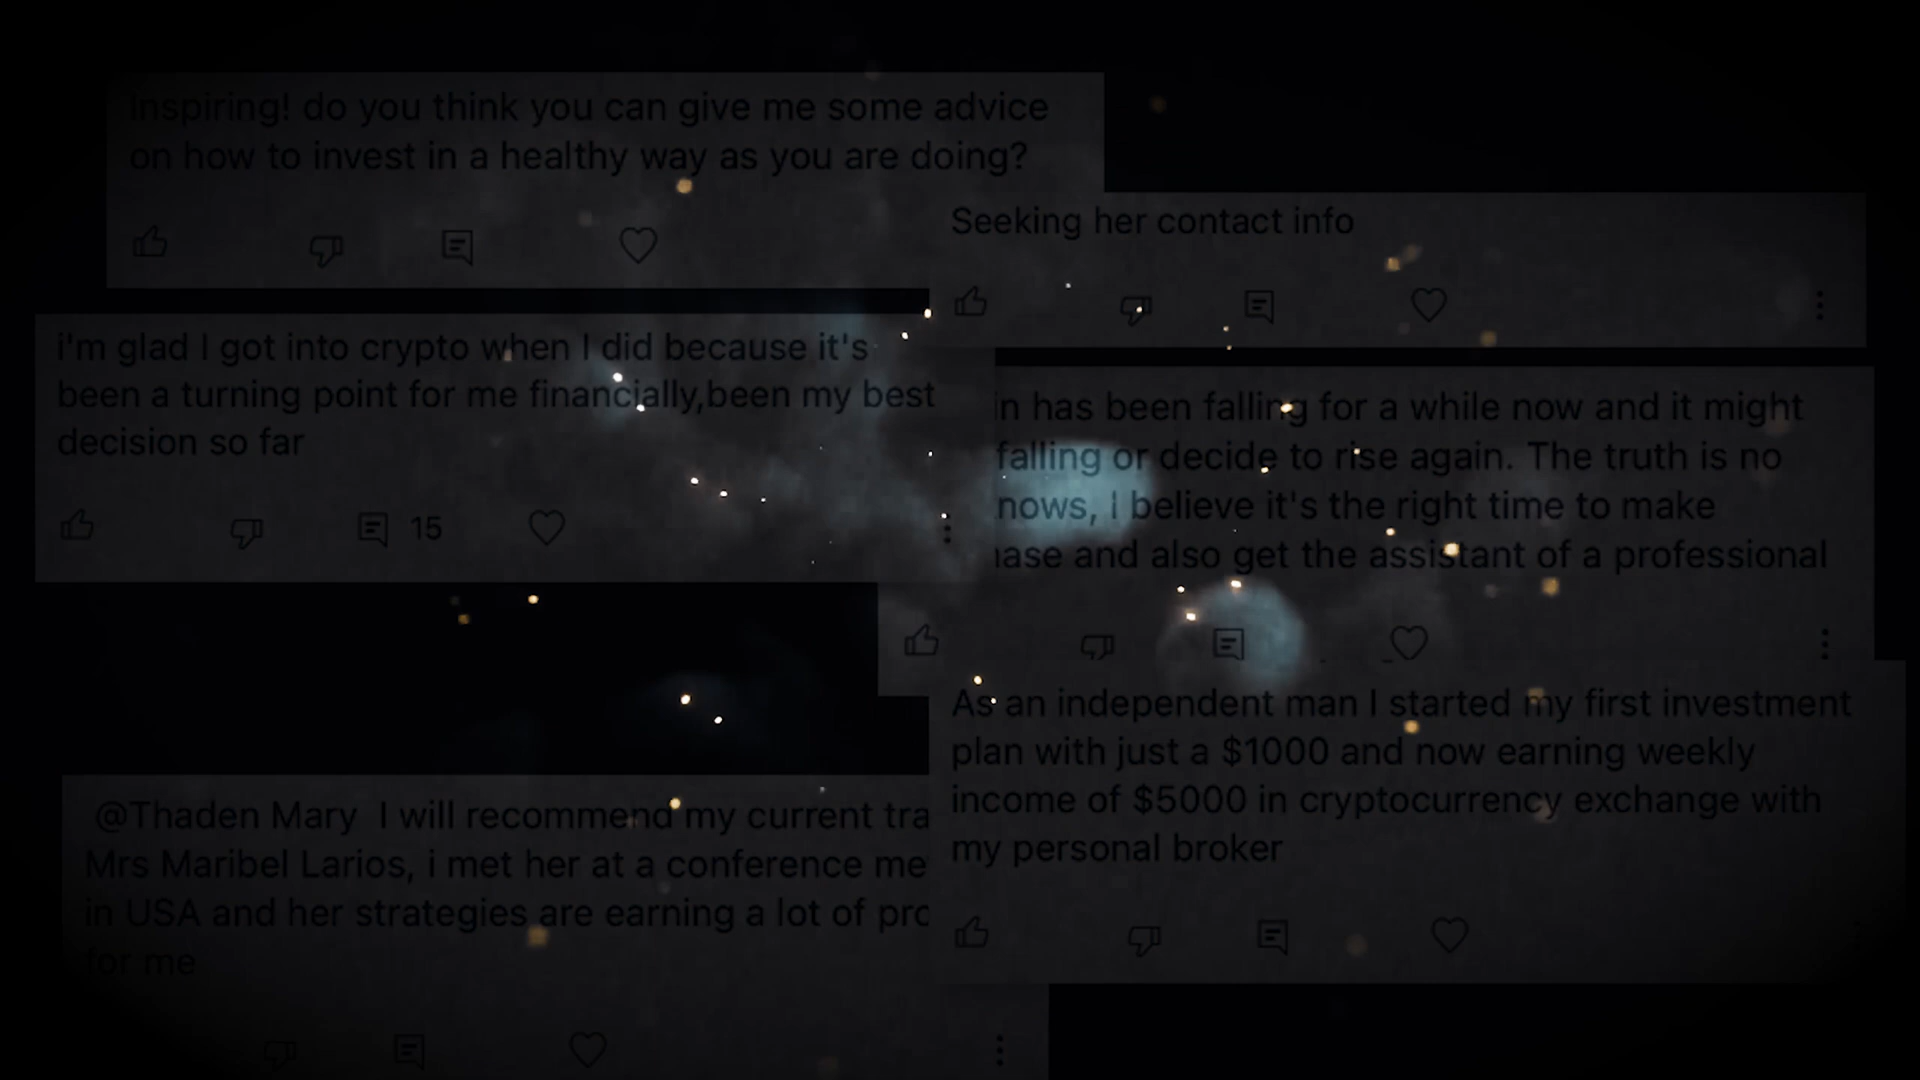 inspiring! do you think you can give me some advice
on how to invest in a healthy way as you are doing?
Seeking her contact info
i'm glad I got into crypto when I did because it's
been a turning point for me financially,been my best
decision so far
15
has been falling for a while now and it might
falling or decide to rise again. The truth is no
I believe it's the right time to make
and also get the assistant of a professional
As an independent man I started my first investment
plan with just a $1000 and now earning weekly
income of $5000 in cryptocurrency exchange with
my personal broker
@Thaden Mary I will recommend my current
Mrs Maribel Larios, i met her at a conference
in USA and her strategies are earning a lot of
for me